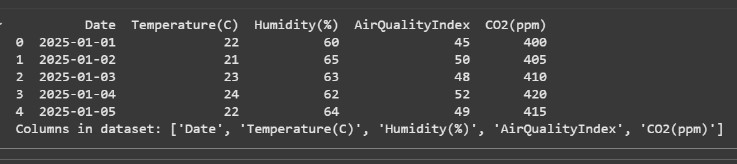 Date Temperature(C) Humidity(%) AirQualityIndex CO2(ppm)
0 2025-01-01 22 60 45 400
1 2025-01-02 21 65 50 405
2 2025-01-03 23 63 48 410
3 2025-01-04 24 62 52 420
4 2025-01-05 22 64 49 415
Columns in dataset: ['Date', 'Temperature(C)', 'Humidity(%)', 'AirQualityIndex', 'CO2(ppm)']